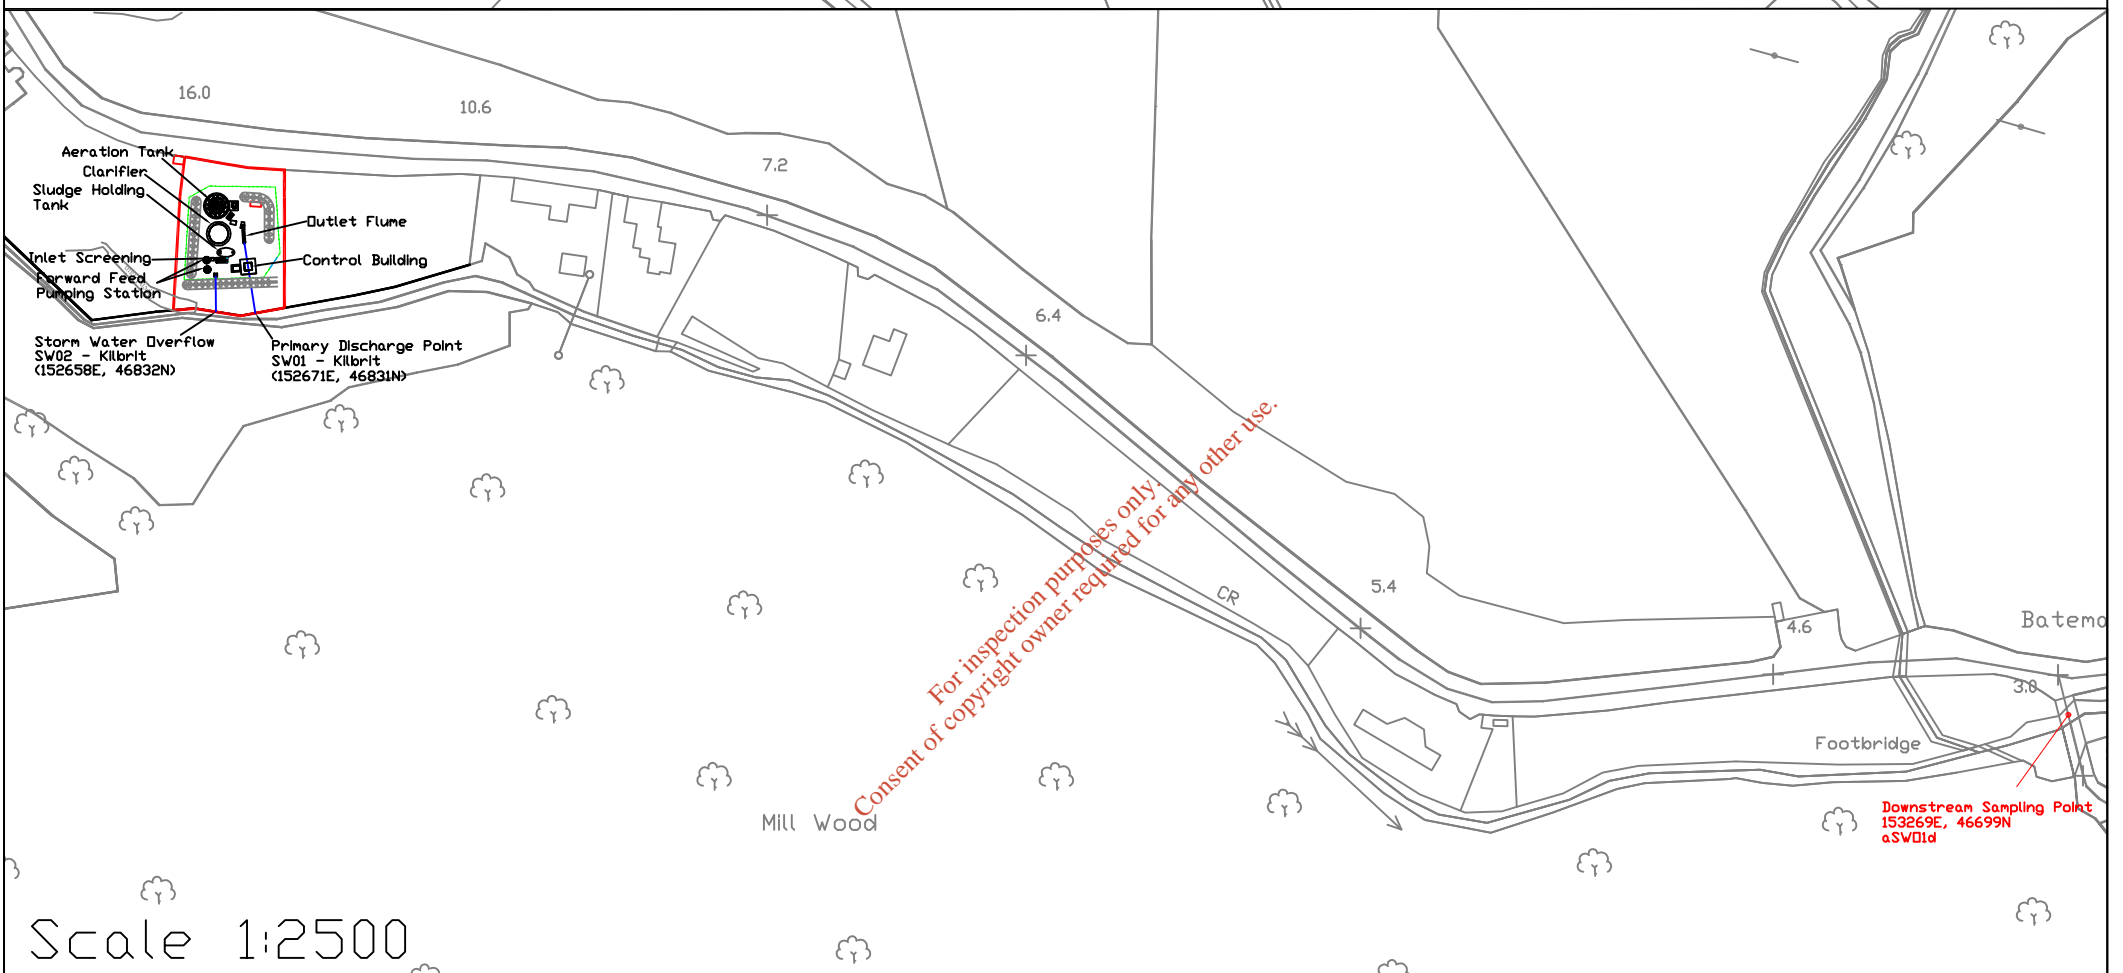 16.0
10.6
7.2
6.4
5.4
4.6
3.0
Aeration Tank
Clarifier
Sludge Holding
Tank
Inlet Screening
Forward Feed
Pumping Station
Outlet Flume
Control Building
Storm Water Overflow
SW02 - Kilbrit
(152658E, 46832N)
Primary Discharge Point
SW01 - Kilbrit
(152671E, 46831N)
For inspection purposes only.
Consent of copyright owner required for any other use.
CR
Batema
Footbridge
Downstream Sampling Point
153269E, 46699N
aSW01d
Mill Wood
Scale 1:2500